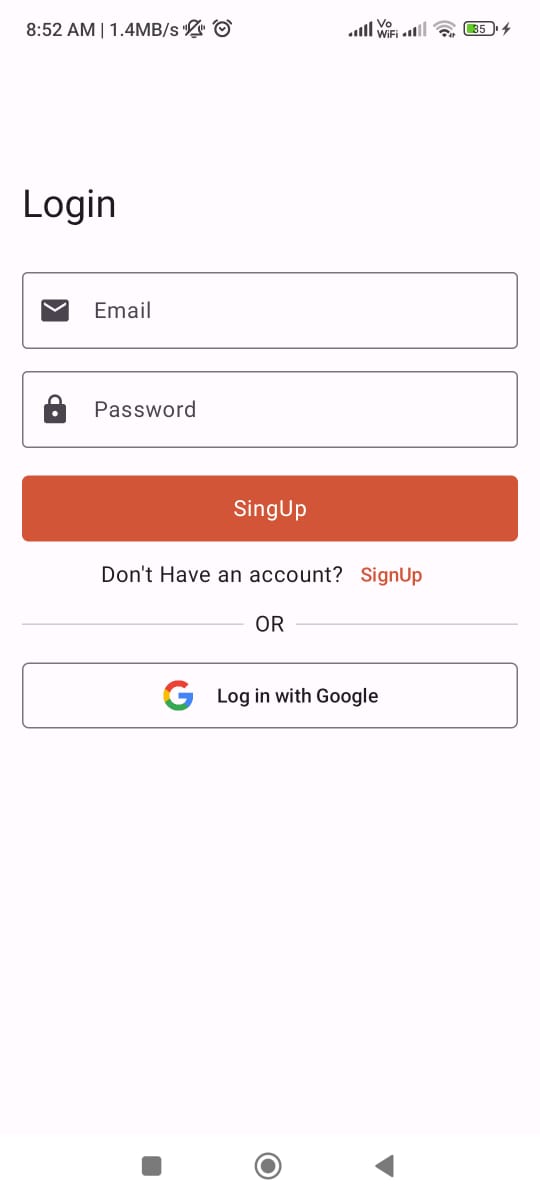 8:52 AM | 1.4MB/s Vo WiFi 35
Login
Email
Password
SingUp
Don't Have an account? SignUp
OR
Log in with Google